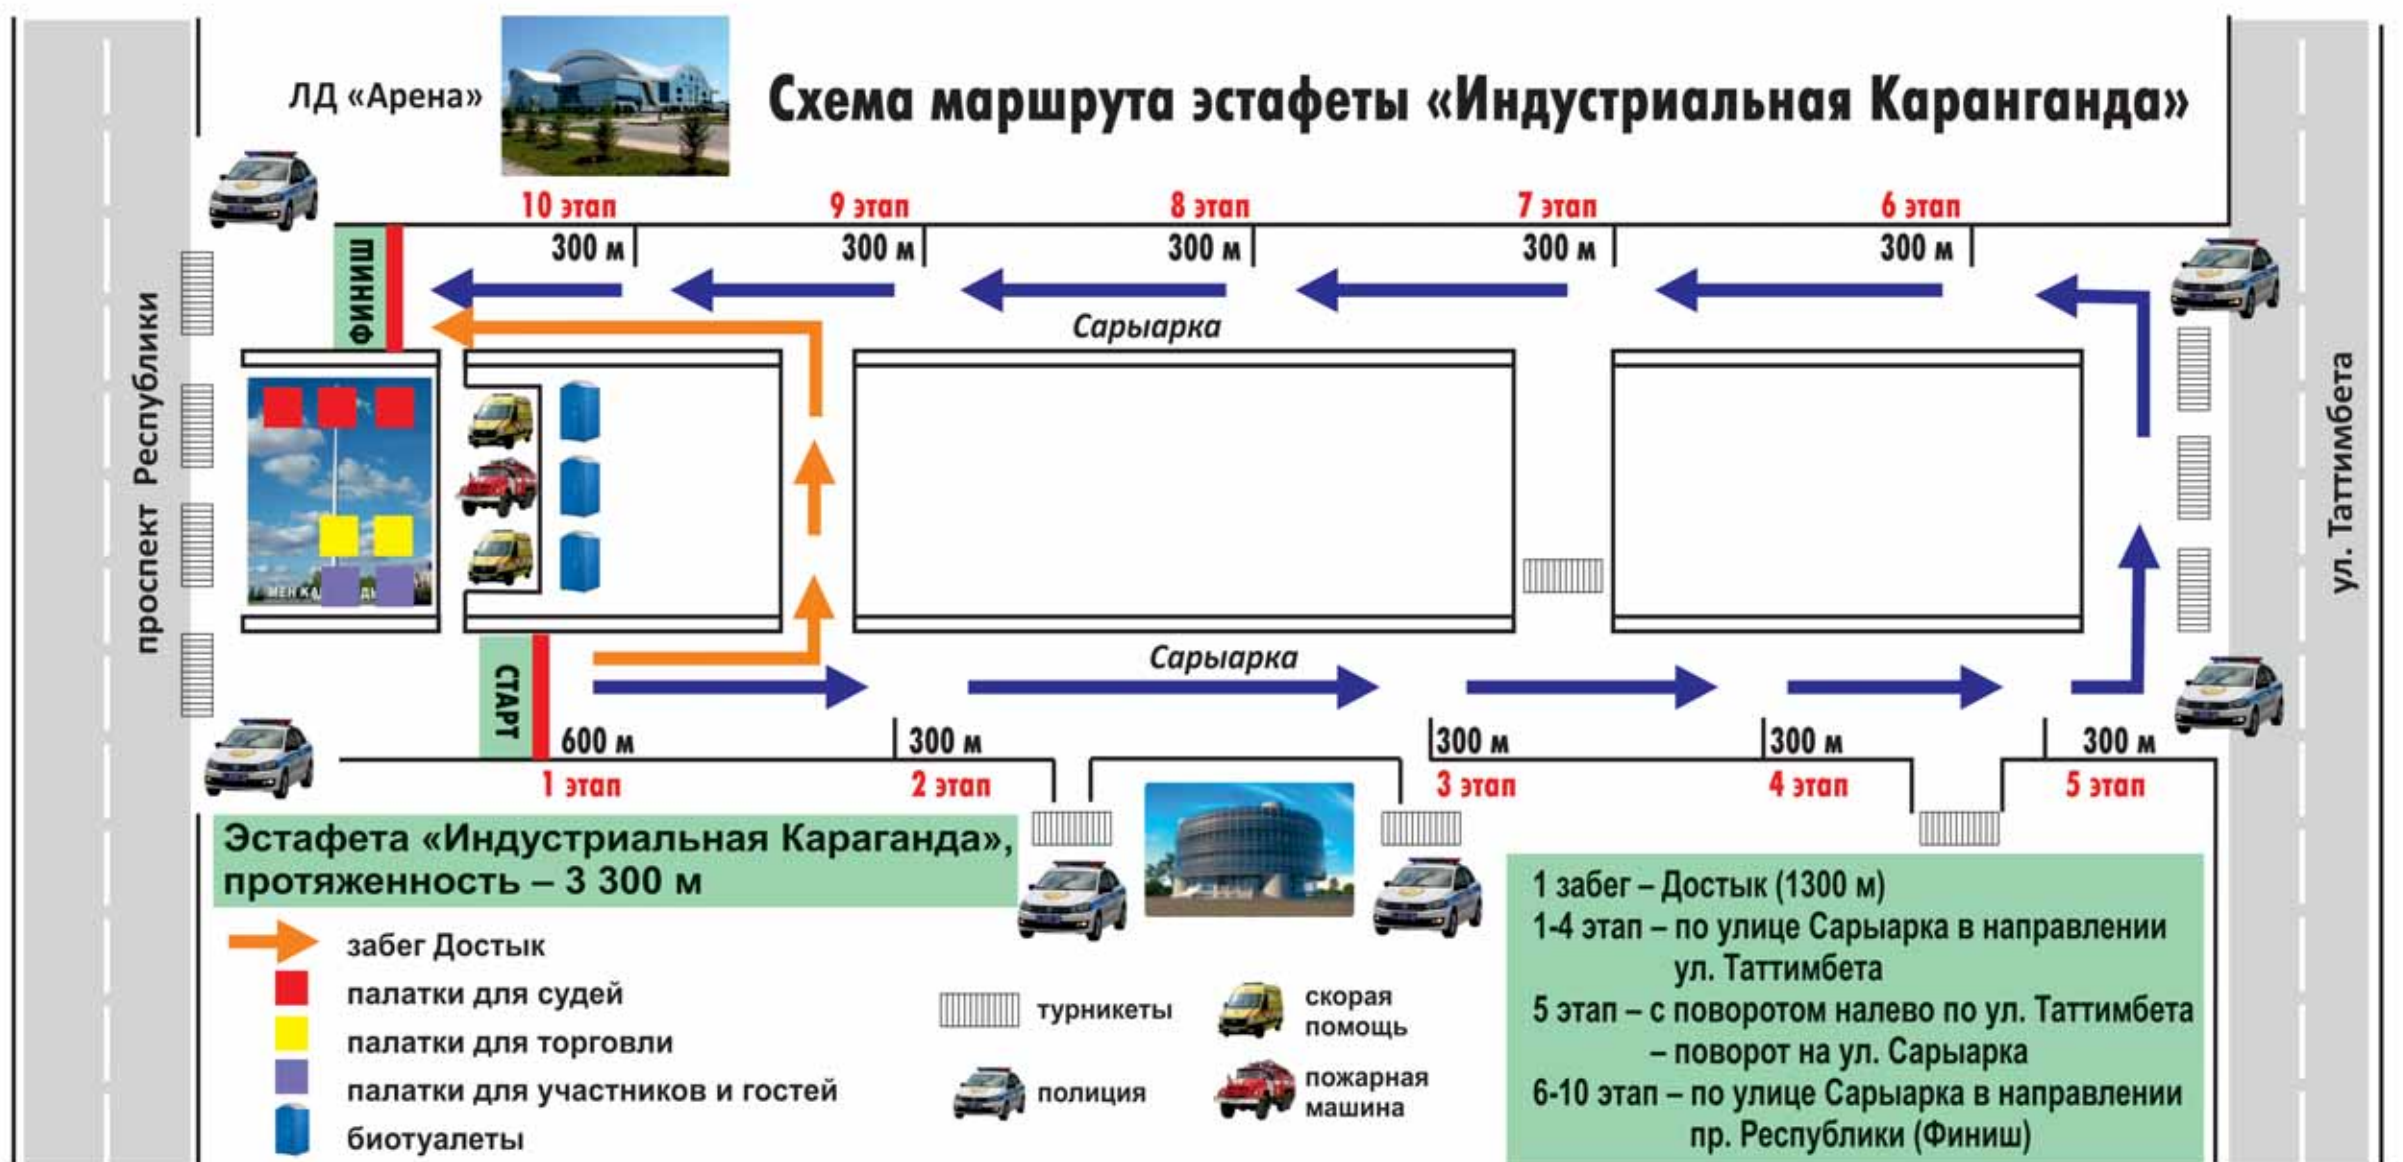 ЛД «Арена»
Схема маршрута эстафеты «Индустриальная Каранганда»
10 этап
9 этап
8 этап
7 этап
6 этап
300 м
300 м
300 м
300 м
300 м
ФИНИШ
Сарыарка
проспект Республики
ул. Таттимбета
Сарыарка
СТАРТ
600 м
300 м
300 м
300 м
300 м
1 этап
2 этап
3 этап
4 этап
5 этап
Эстафета «Индустриальная Караганда»,
протяженность – 3 300 м
забег Достык
палатки для судей
палатки для торговли
палатки для участников и гостей
биотуалеты
турникеты
полиция
скорая
помощь
пожарная
машина
1 забег – Достык (1300 м)
1-4 этап – по улице Сарыарка в направлении
ул. Таттимбета
5 этап – с поворотом налево по ул. Таттимбета
– поворот на ул. Сарыарка
6-10 этап – по улице Сарыарка в направлении
пр. Республики (Финиш)